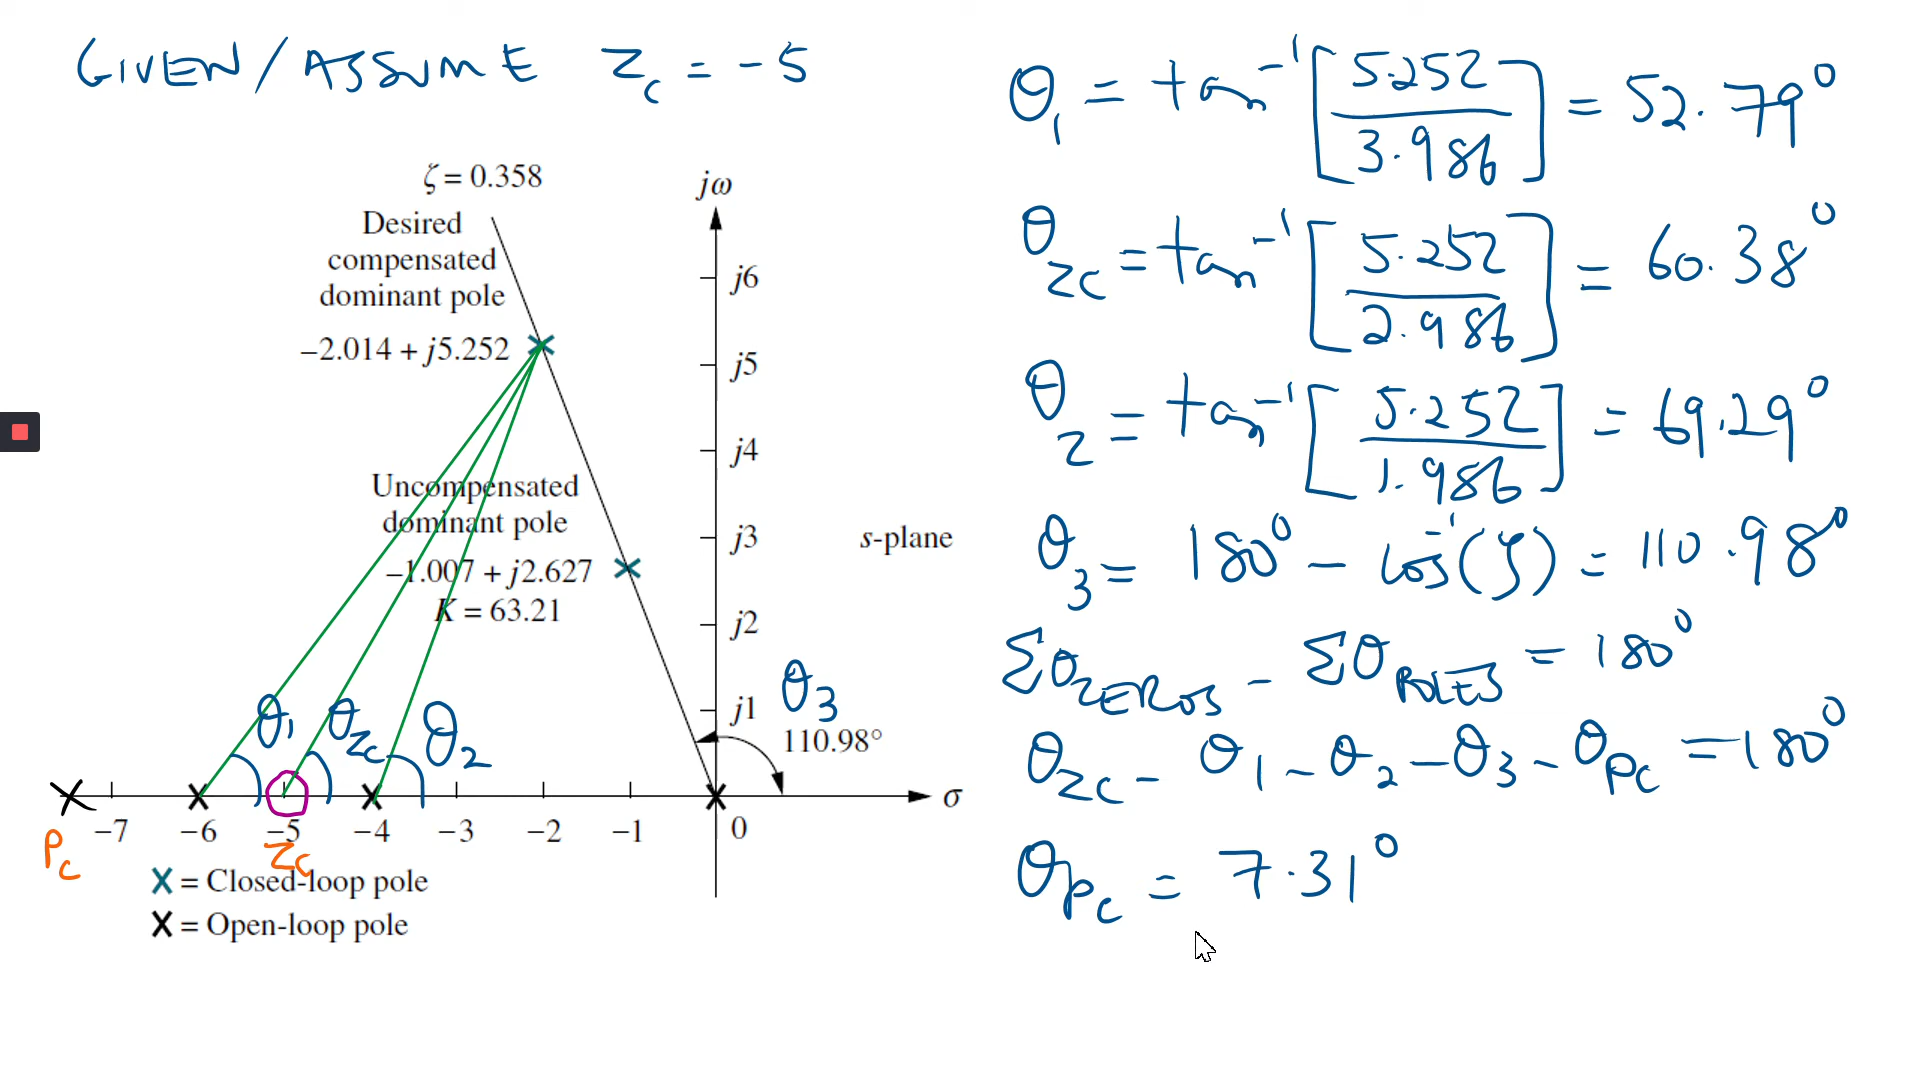 GIVEN/ASSUME Zc = -5
ζ = 0.358
Desired
compensated
dominant pole
−2.014 + j5.252
Uncompensated
dominant pole
−1.007 + j2.627
K = 63.21
jω
j6
j5
j4
j3
j2
j1
s-plane
θ3
110.98°
θ1
θzc
θ2
σ
−7 −6 −5 −4 −3 −2 −1 0
Pc
Zc
X = Closed-loop pole
X = Open-loop pole
θ1 = tan⁻¹[5.252/3.986] = 52.79°
θzc = tan⁻¹[5.252/2.986] = 60.38°
θ2 = tan⁻¹[5.252/1.986] = 69.29°
θ3 = 180° − cos⁻¹(ζ) = 110.98°
Σθ ZEROS − Σθ POLES = 180°
θzc − θ1 − θ2 − θ3 − θpc = 180°
θpc = 7.31°